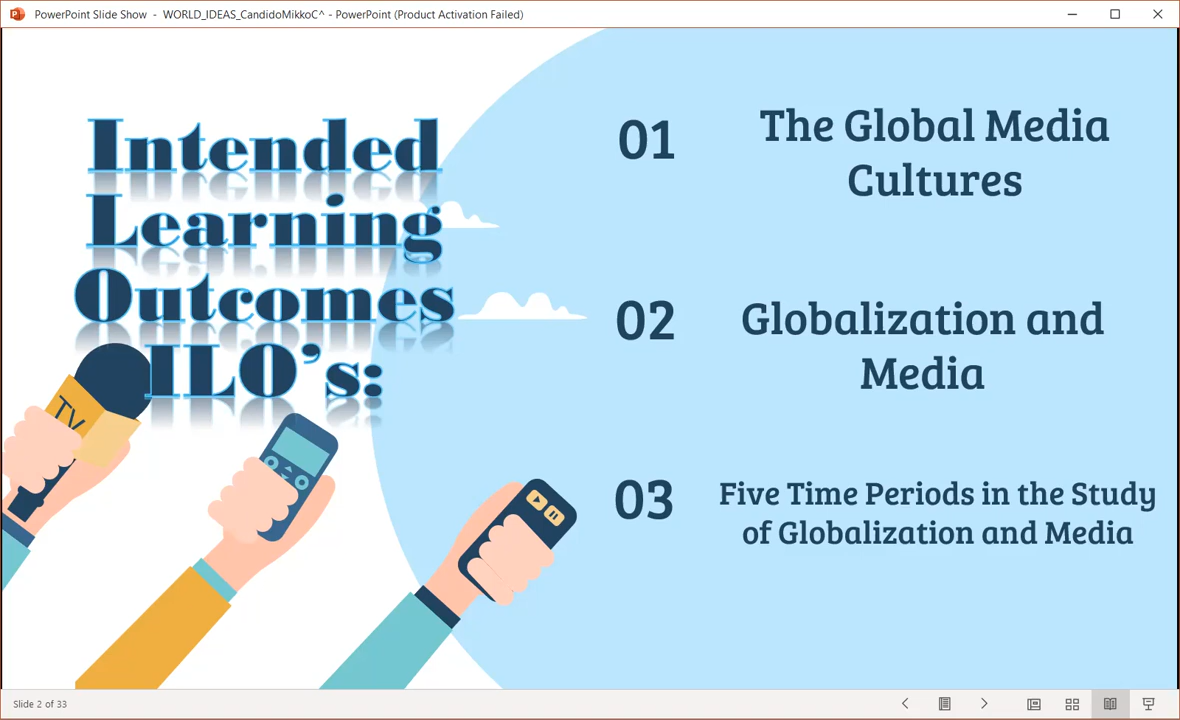 PowerPoint Slide Show - WORLD_IDEAS_CandidoMikkoC^ - PowerPoint (Product Activation Failed)
Intended
Learning
Outcomes
ILO’s:
TV
01
The Global Media
Cultures
02
Globalization and
Media
03
Five Time Periods in the Study
of Globalization and Media
Slide 2 of 33